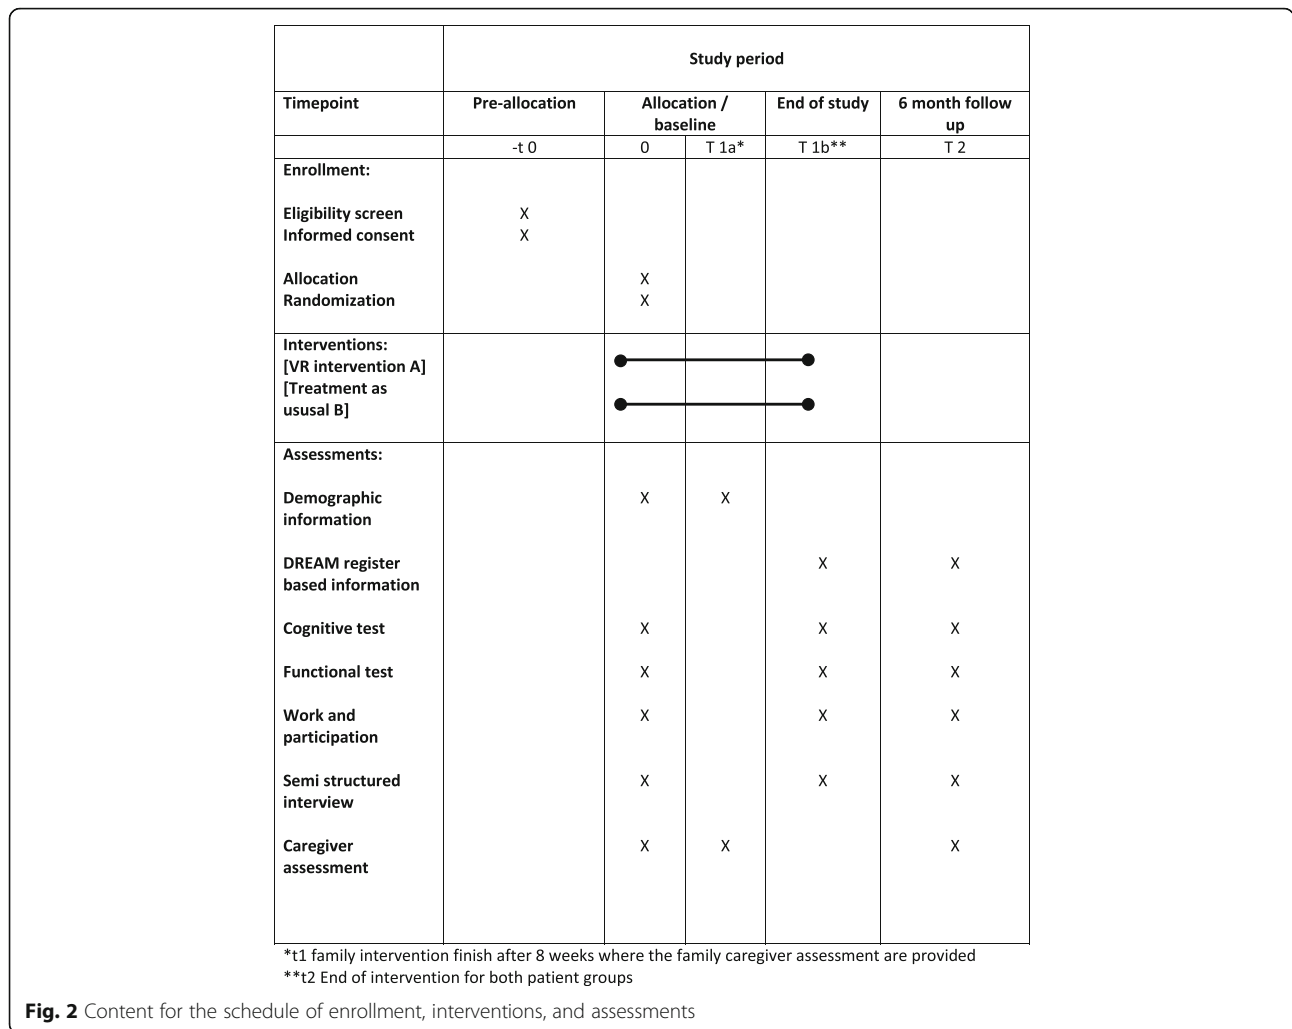 Study period
Timepoint Pre-allocation Allocation / End of study 6 month follow
baseline up
-t 0 0 T 1a* T 1b** T 2
Enrollment:
Eligibility screen X
Informed consent X
Allocation X
Randomization X
Interventions:
[VR intervention A]
[Treatment as
ususal B]
Assessments:
Demographic X X
information
DREAM register X X
based information
Cognitive test X X X
Functional test X X X
Work and X X X
participation
Semi structured X X X
interview
Caregiver X X X
assessment
*t1 family intervention finish after 8 weeks where the family caregiver assessment are provided
**t2 End of intervention for both patient groups
Fig. 2 Content for the schedule of enrollment, interventions, and assessments